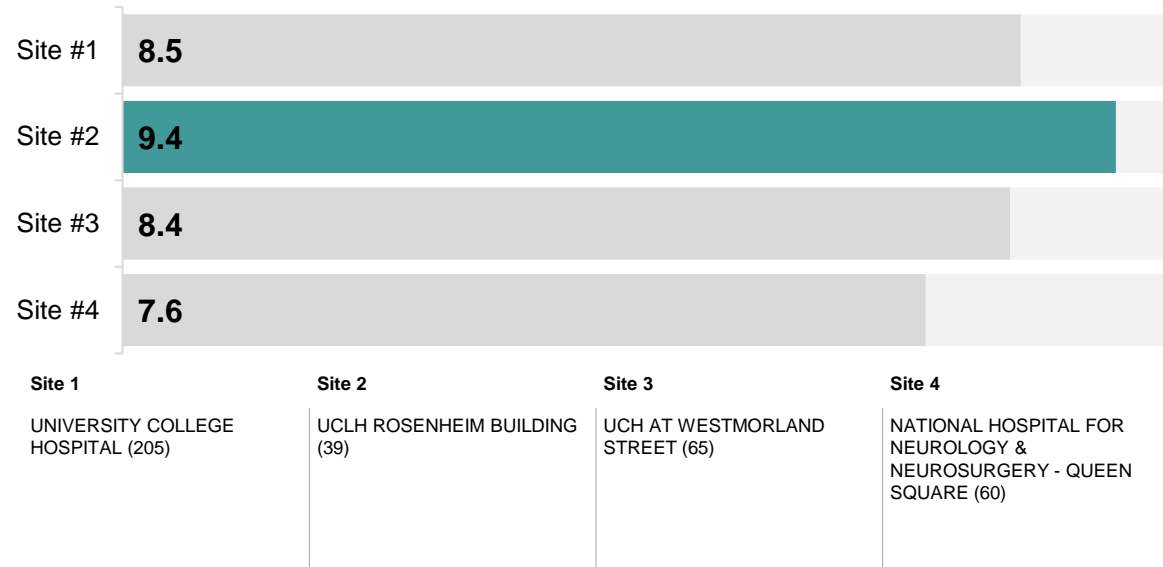 Site #1
8.5
Site #2
9.4
Site #3
8.4
Site #4
7.6
Site 1
UNIVERSITY COLLEGE
HOSPITAL (205)
Site 2
UCLH ROSENHEIM BUILDING
(39)
Site 3
UCH AT WESTMORLAND
STREET (65)
Site 4
NATIONAL HOSPITAL FOR
NEUROLOGY &
NEUROSURGERY - QUEEN
SQUARE (60)